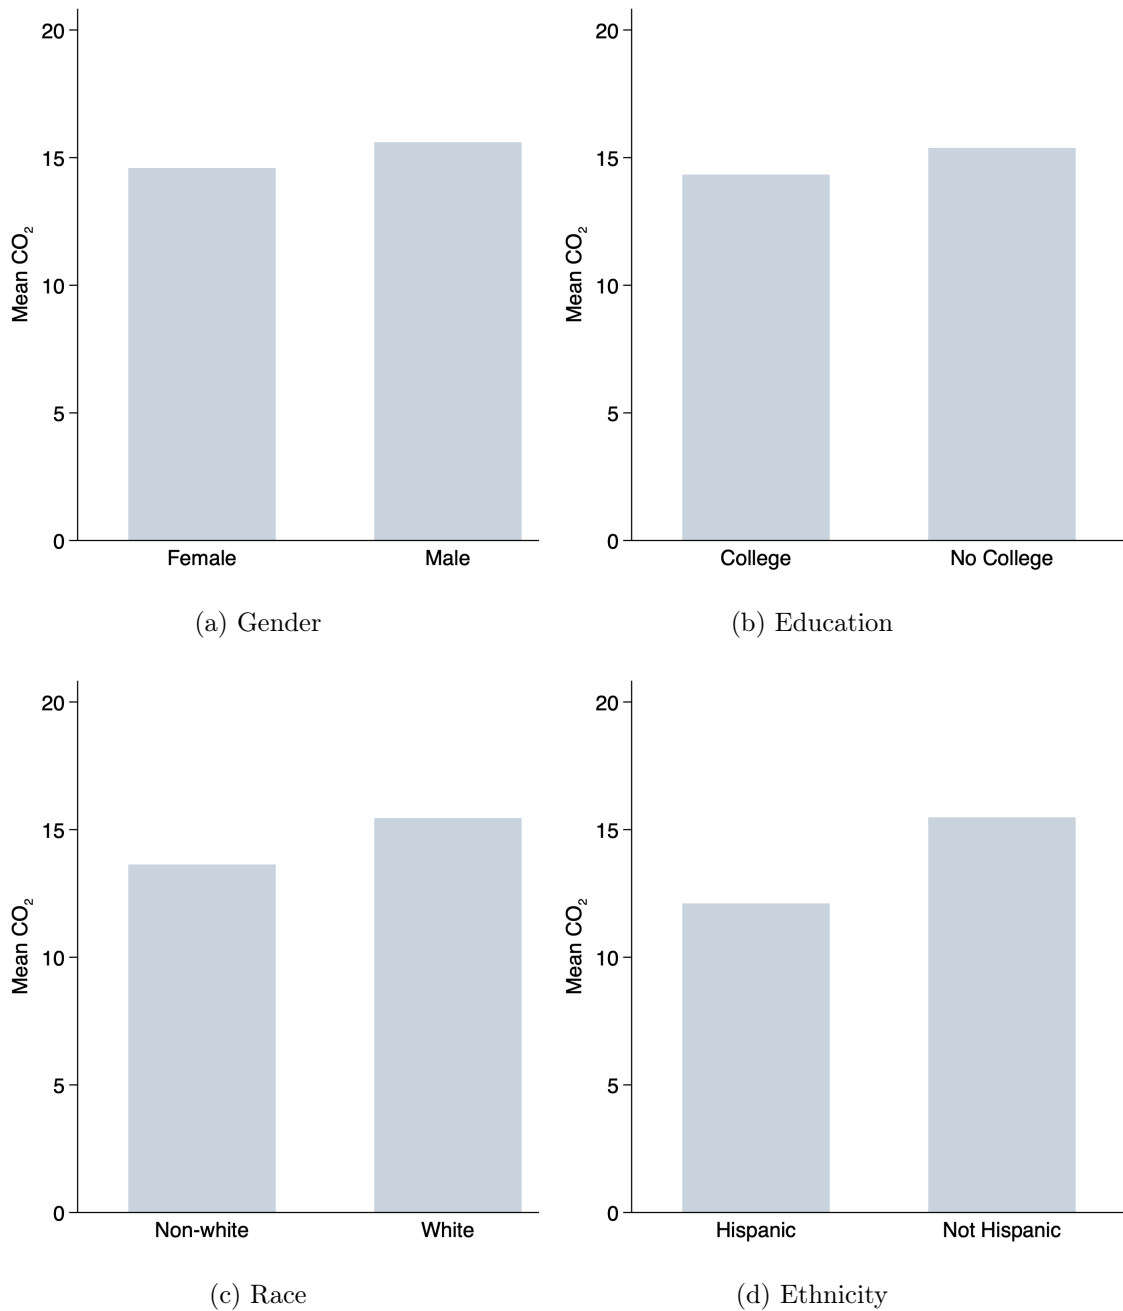 20
15
10
5
0
Mean CO₂
Female
Male
(a) Gender
20
15
10
5
0
Mean CO₂
College
No College
(b) Education
20
15
10
5
0
Mean CO₂
Non-white
White
(c) Race
20
15
10
5
0
Mean CO₂
Hispanic
Not Hispanic
(d) Ethnicity